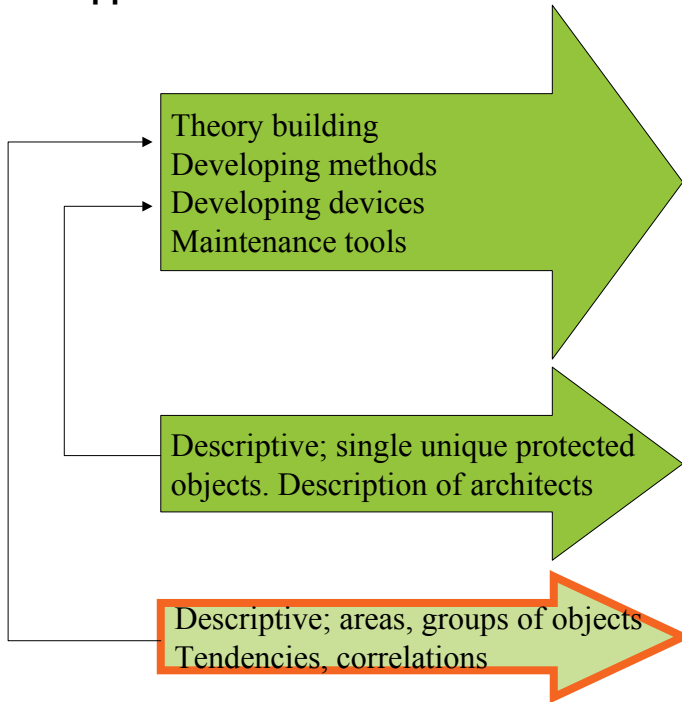 Theory building
Developing methods
Developing devices
Maintenance tools
Descriptive; single unique protected
objects. Description of architects
Descriptive; areas, groups of objects
Tendencies, correlations